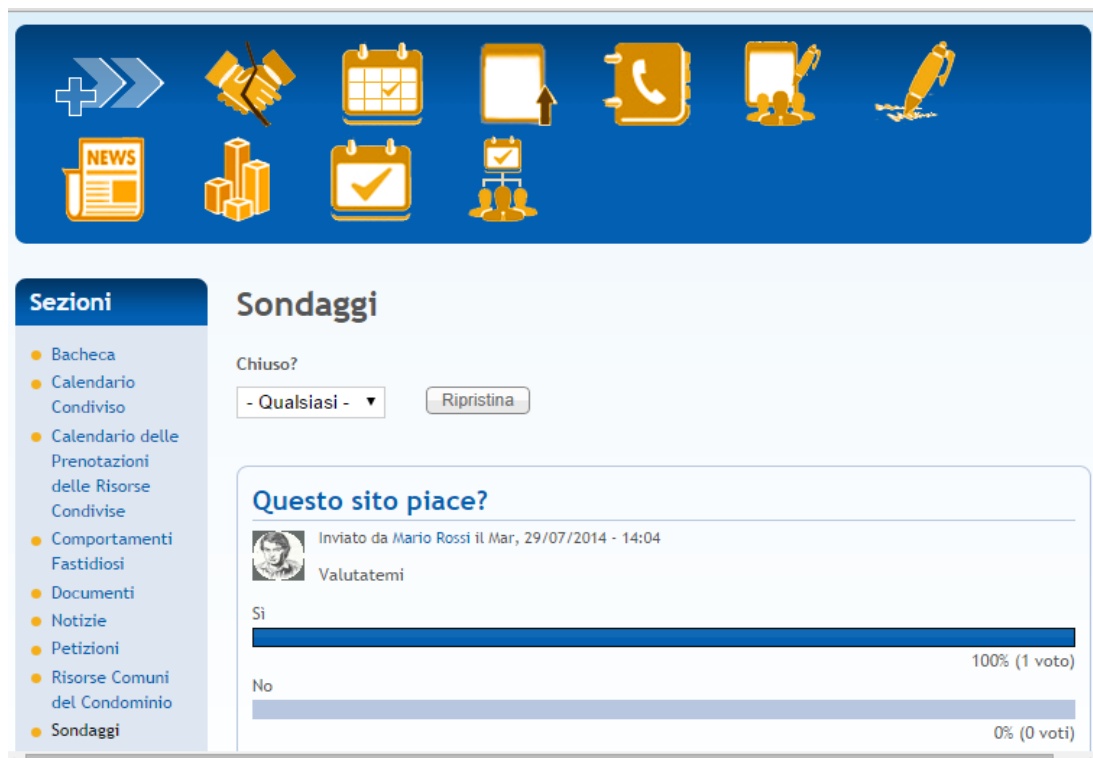 NEWS
Sezioni
Bacheca
Calendario
Condiviso
Calendario delle
Prenotazioni
delle Risorse
Condivise
Comportamenti
Fastidiosi
Documenti
Notizie
Petizioni
Risorse Comuni
del Condominio
Sondaggi
Sondaggi
Chiuso?
- Qualsiasi -
Ripristina
Questo sito piace?
Inviato da Mario Rossi il Mar, 29/07/2014 - 14:04
Valutatemi
Sì
100% (1 voto)
No
0% (0 voti)